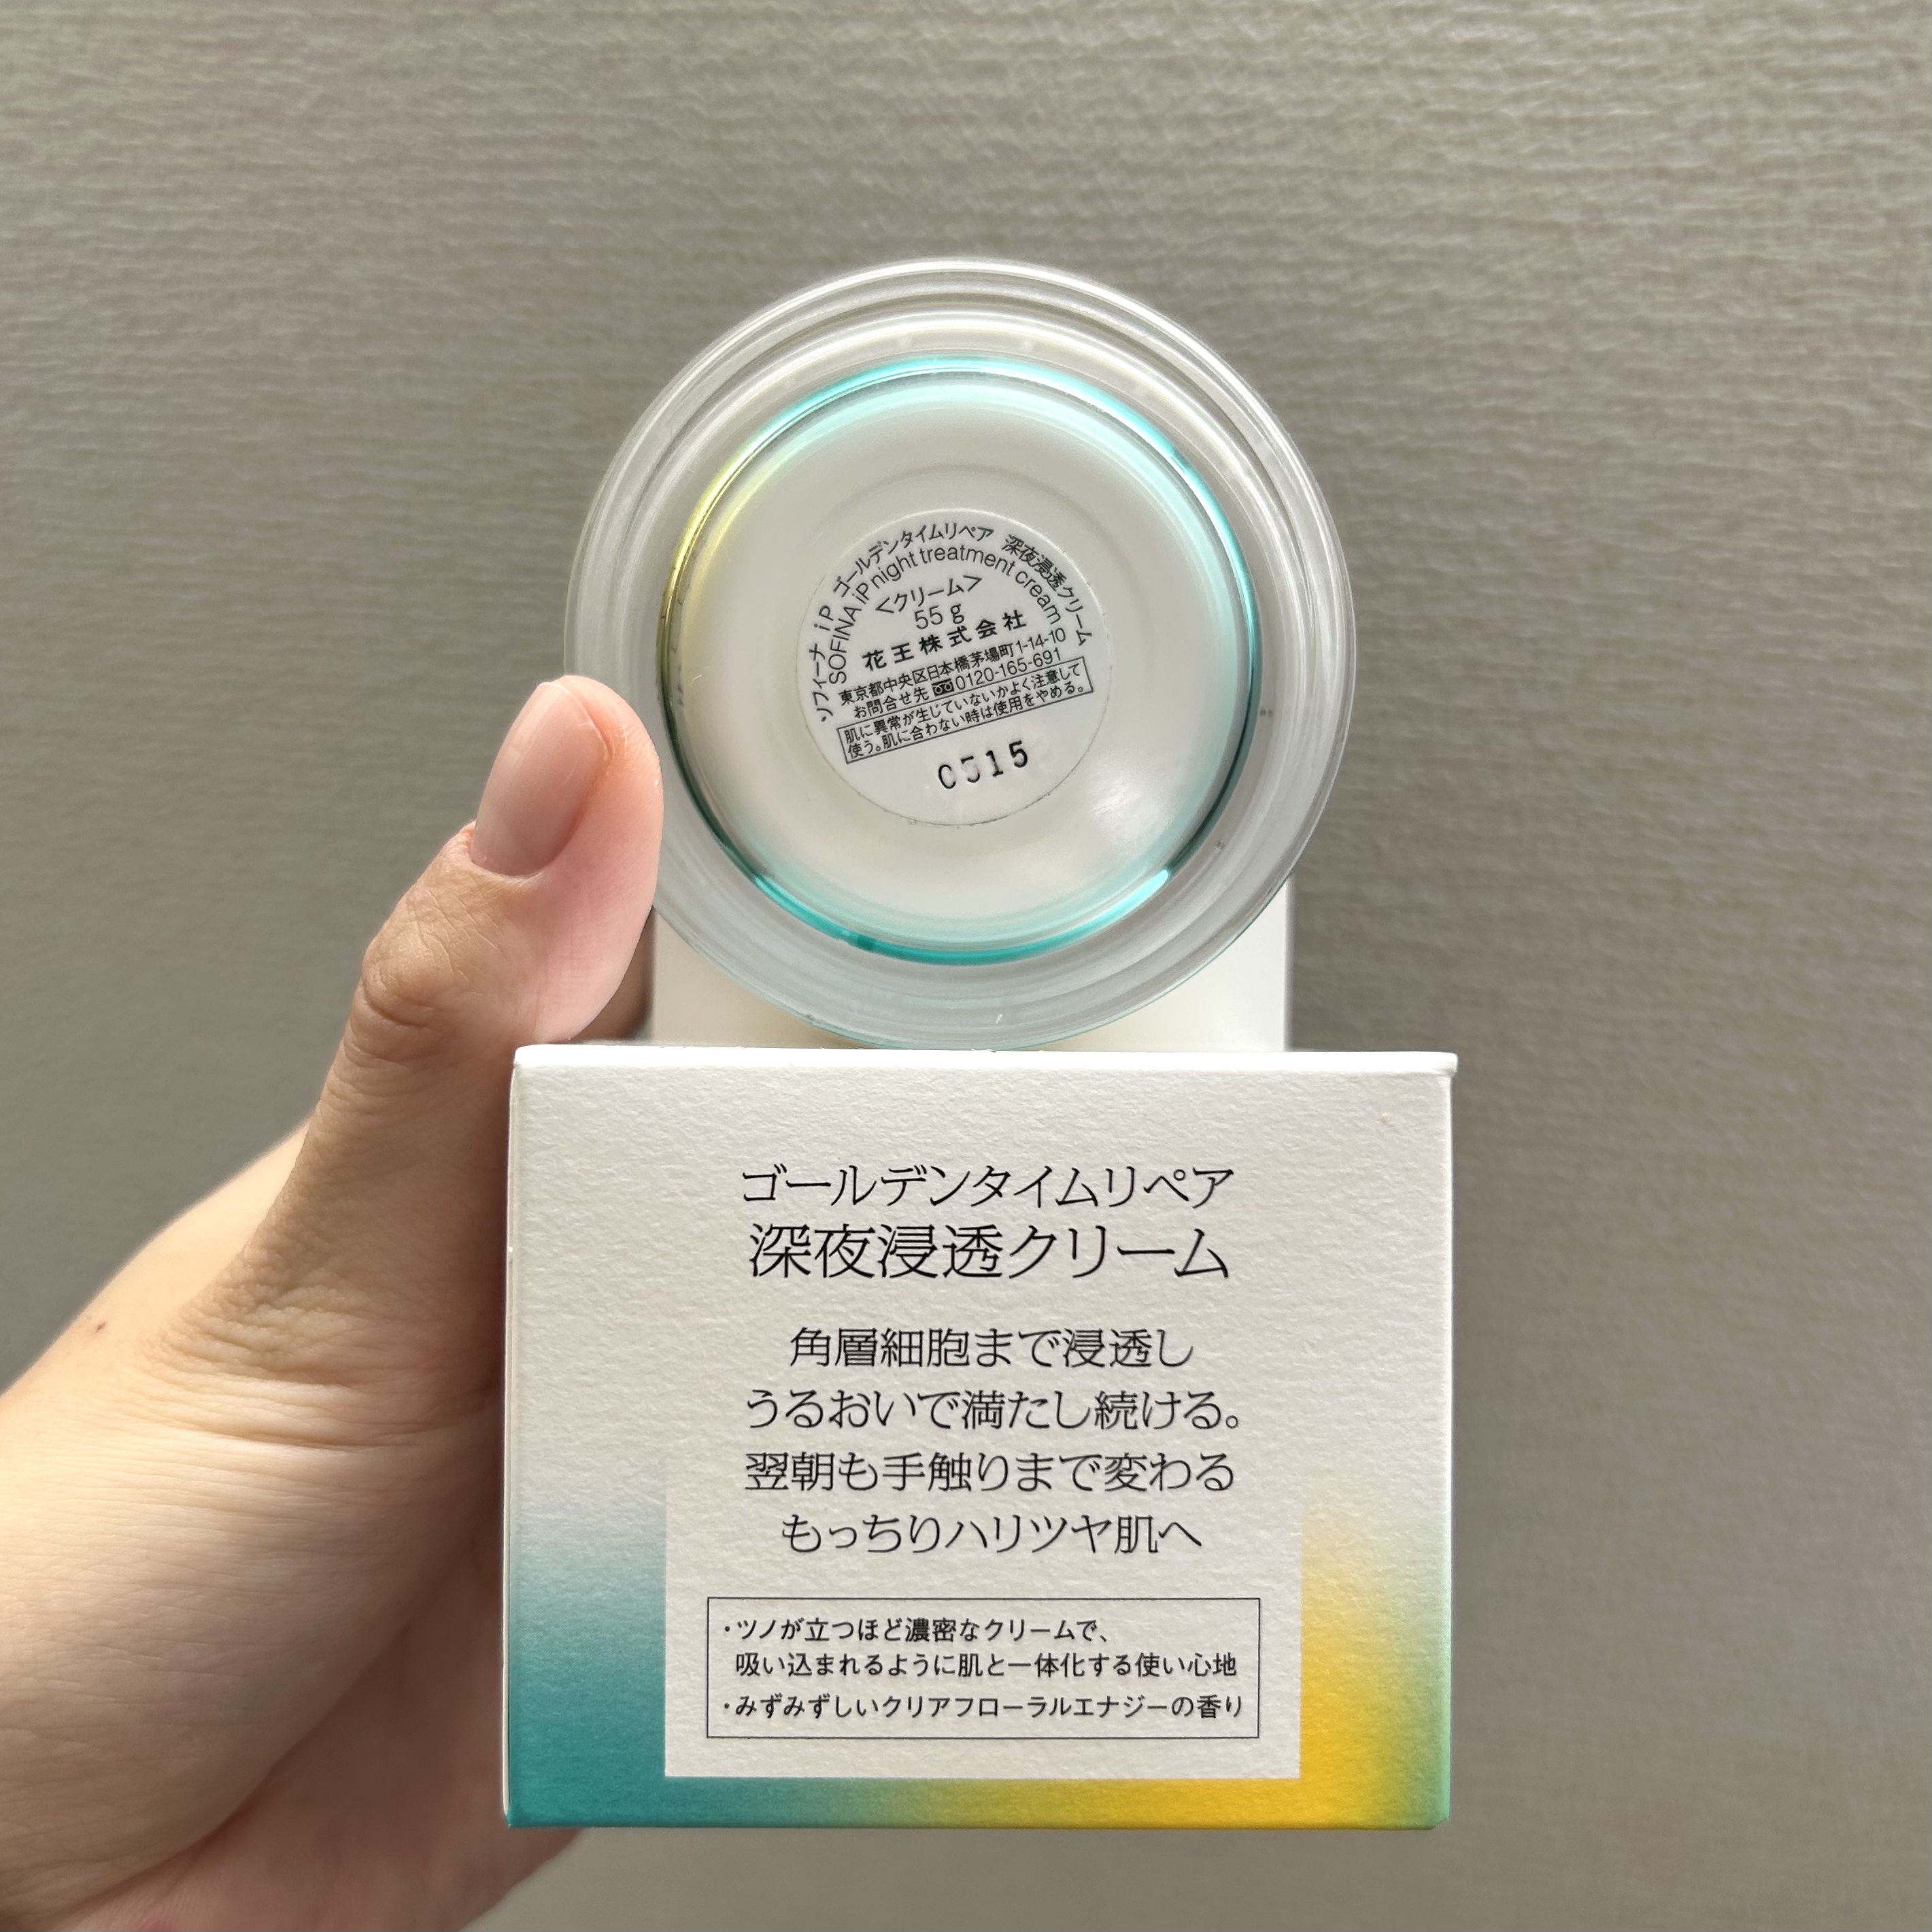 ソフィーナ iP ゴールデンタイムリペア 深夜浸透クリーム
SOFINA iP night treatment cream
<クリーム>
55 g
花王株式会社
東京都中央区日本橋茅場町1-14-10
お問合せ先 0120-165-691
肌に異常が生じていないかよく注意して
使う。肌に合わない時は使用をやめる。
C515
ゴールデンタイムリペア
深夜浸透クリーム
角層細胞まで浸透し
うるおいで満たし続ける。
翌朝も手触りまで変わる
もっちりハリツヤ肌へ
・ツノが立つほど濃密なクリームで、
吸い込まれるように肌と一体化する使い心地
・みずみずしいクリアフローラルエナジーの香り